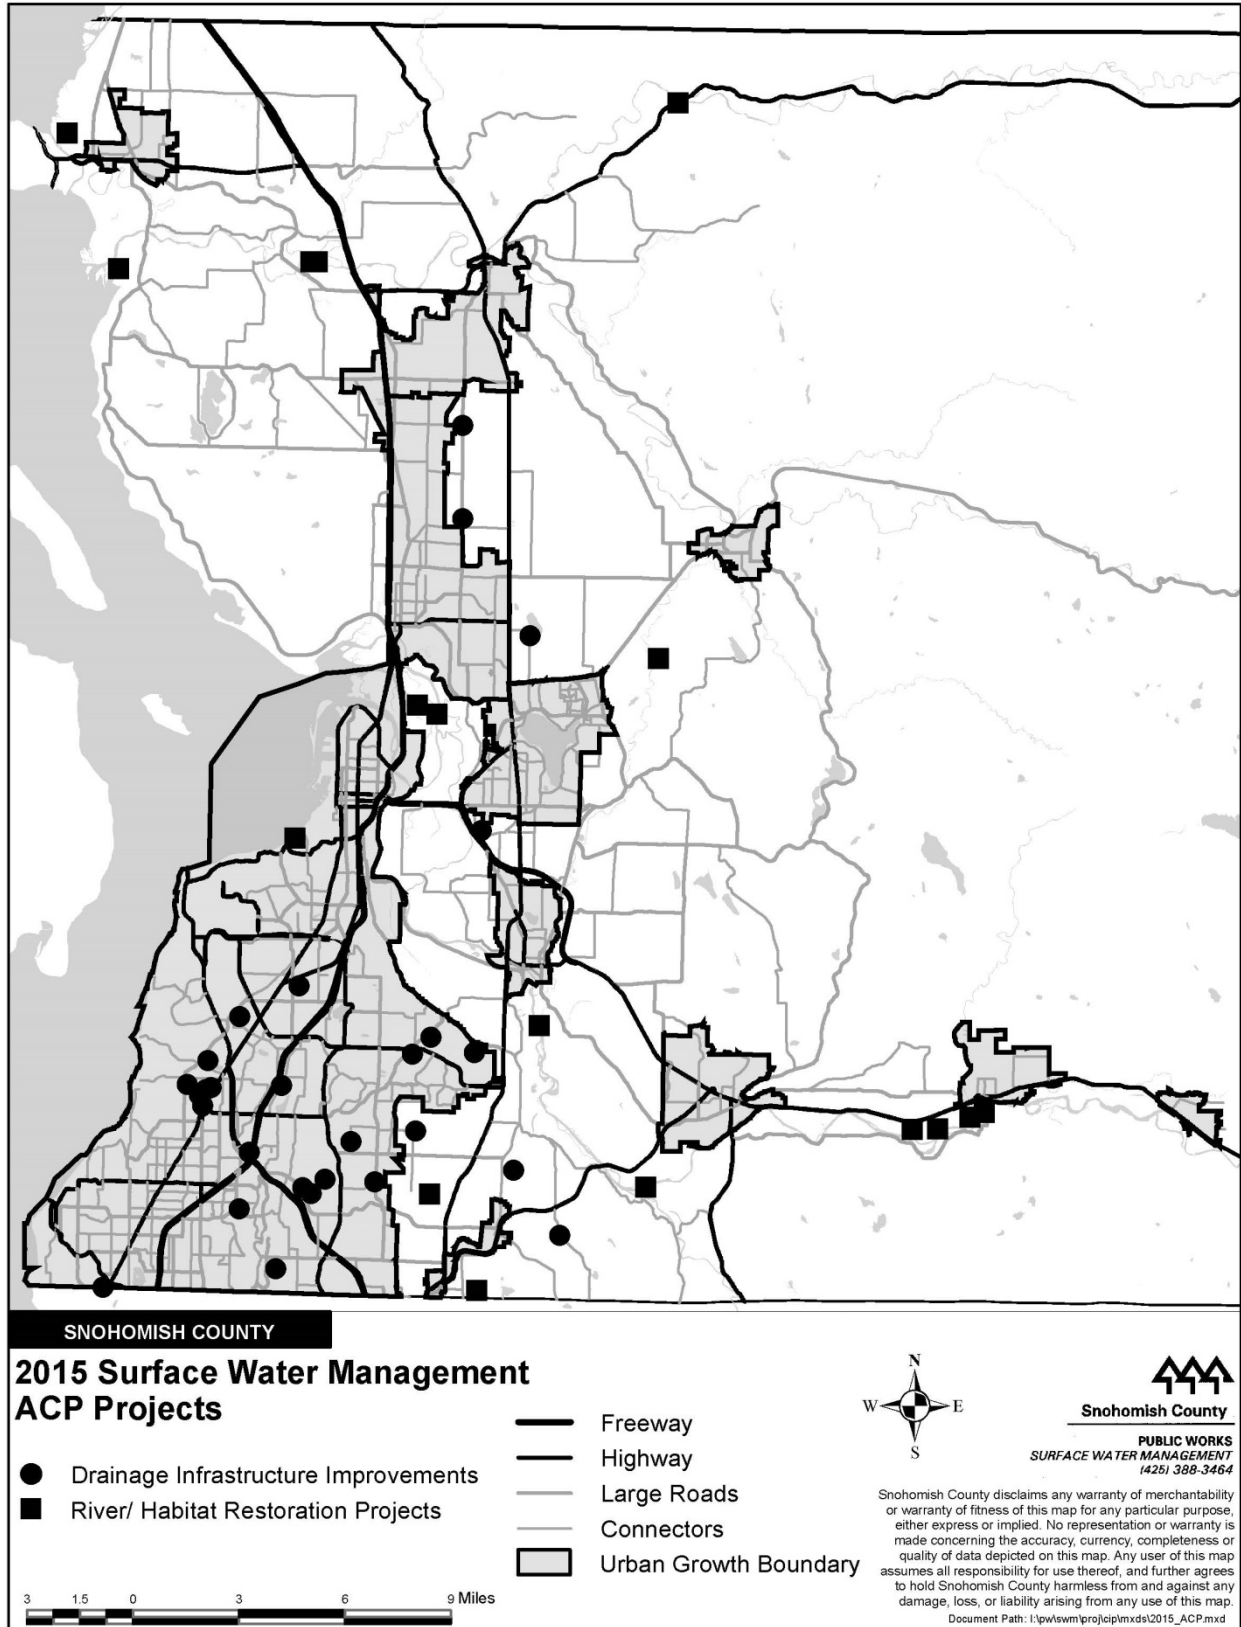 SNOHOMISH COUNTY
2015 Surface Water Management
ACP Projects
Drainage Infrastructure Improvements
River/ Habitat Restoration Projects
3 1.5 0 3 6 9 Miles
Freeway
Highway
Large Roads
Connectors
Urban Growth Boundary
N
W E
S
Snohomish County
PUBLIC WORKS
SURFACE WATER MANAGEMENT
(425) 388-3464
Snohomish County disclaims any warranty of merchantability
or warranty of fitness of this map for any particular purpose,
either express or implied. No representation or warranty is
made concerning the accuracy, currency, completeness or
quality of data depicted on this map. Any user of this map
assumes all responsibility for use thereof, and further agrees
to hold Snohomish County harmless from and against any
damage, loss, or liability arising from any use of this map.
Document Path: I:\pw\swm\proj\cip\mxds\2015_ACP.mxd